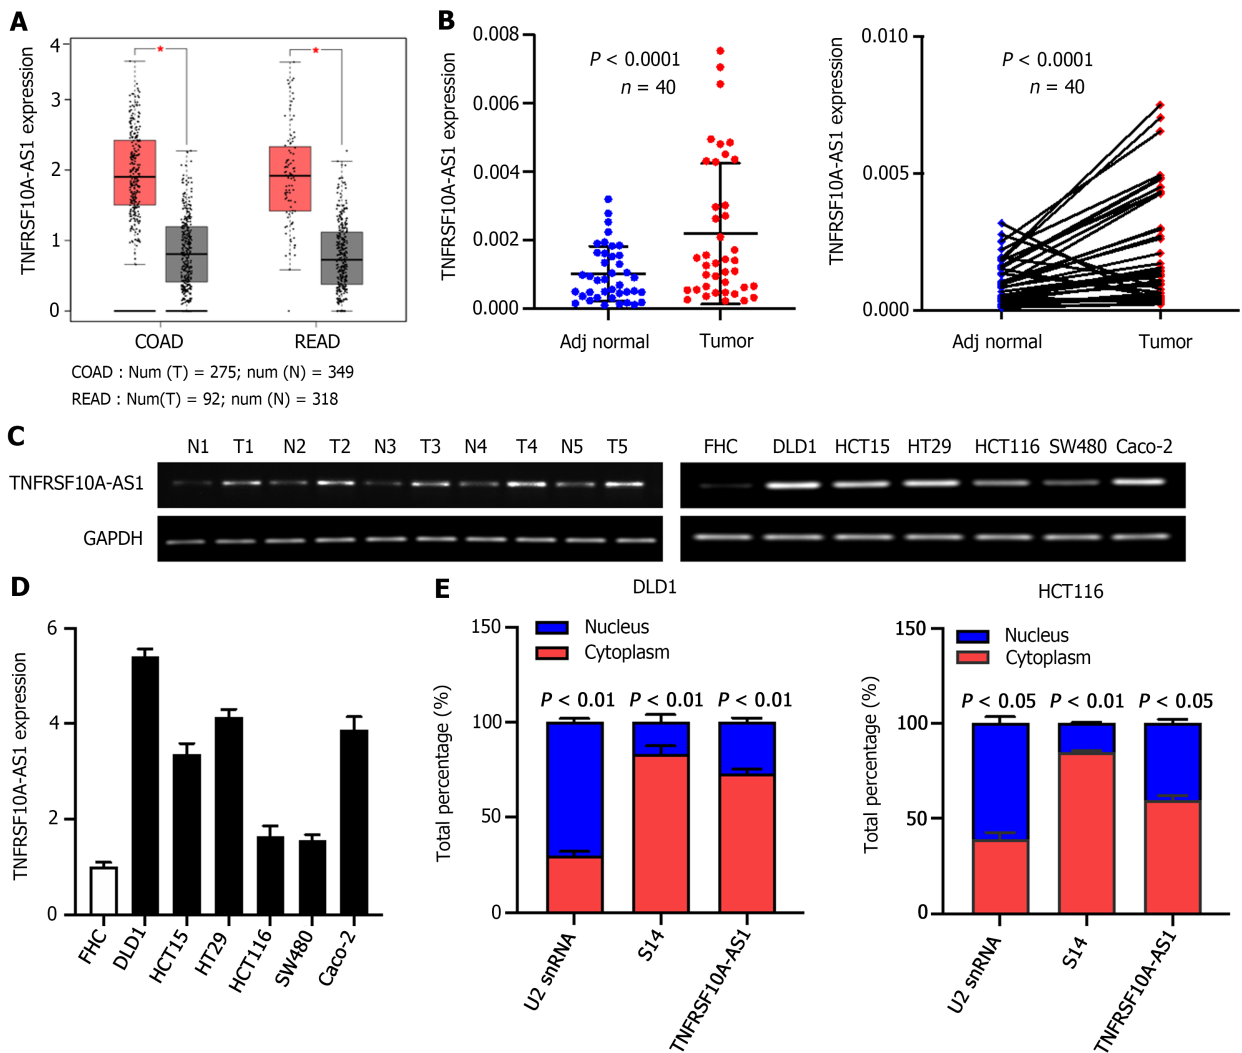 A
TNFRSF10A-AS1 expression
4
3
2
1
0
*
*
COAD
READ
COAD : Num (T) = 275; num (N) = 349
READ : Num(T) = 92; num (N) = 318
B
TNFRSF10A-AS1 expression
0.008
0.006
0.004
0.002
0.000
P < 0.0001
n = 40
Adj normal
Tumor
TNFRSF10A-AS1 expression
0.010
0.005
0.000
P < 0.0001
n = 40
Adj normal
Tumor
C
N1 T1 N2 T2 N3 T3 N4 T4 N5 T5
FHC DLD1 HCT15 HT29 HCT116 SW480 Caco-2
TNFRSF10A-AS1
GAPDH
D
TNFRSF10A-AS1 expression
6
4
2
0
FHC
DLD1
HCT15
HT29
HCT116
SW480
Caco-2
E
DLD1
Total percentage (%)
150
100
50
0
Nucleus
Cytoplasm
P < 0.01 P < 0.01 P < 0.01
U2 snRNA
S14
TNFRSF10A-AS1
HCT116
Total percentage (%)
150
100
50
0
Nucleus
Cytoplasm
P < 0.05 P < 0.01 P < 0.05
U2 snRNA
S14
TNFRSF10A-AS1